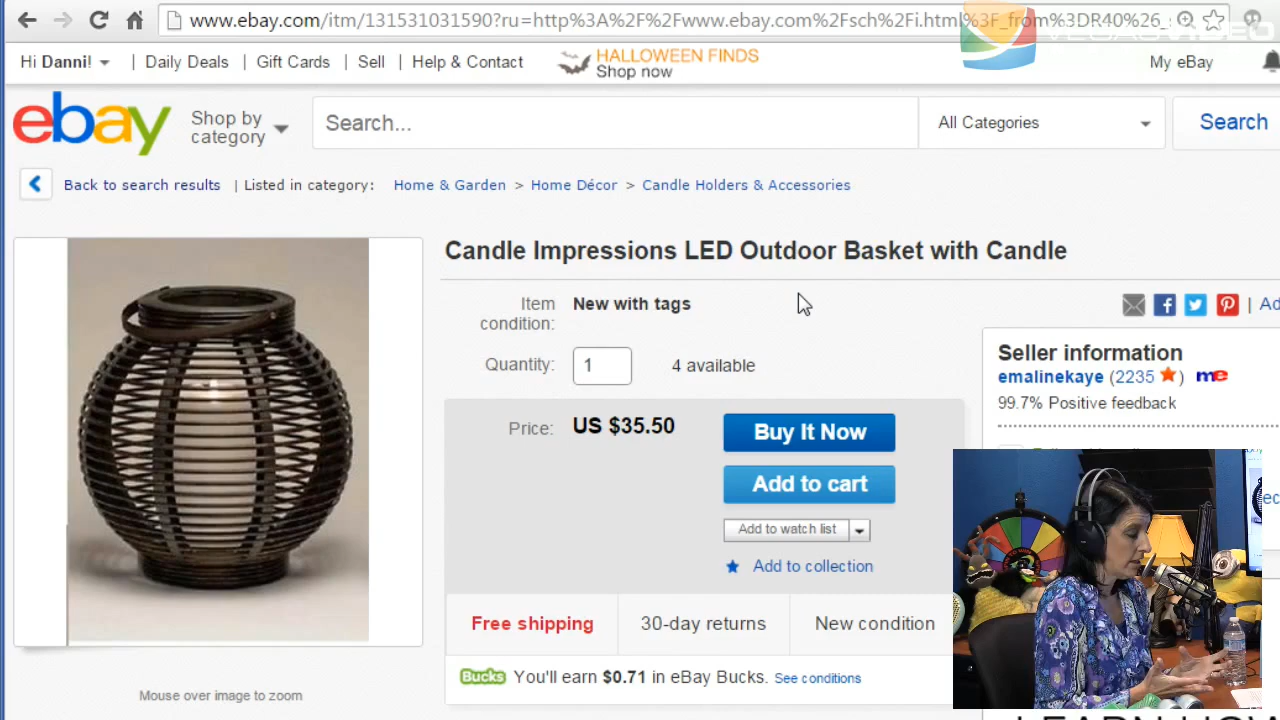 www.ebay.com/itm/131531031590?ru=http%3A%2F%2Fwww.ebay.com%2Fsch%2Fi.html%3F_from%3DR40%26_
VEGAS VIDEO
Hi Danni! | Daily Deals | Gift Cards | Sell | Help & Contact
HALLOWEEN FINDS
Shop now
My eBay
ebay
Shop by
category
Search...
All Categories
Search
Back to search results | Listed in category: Home & Garden > Home Décor > Candle Holders & Accessories
Candle Impressions LED Outdoor Basket with Candle
Item
condition:
New with tags
Quantity: 1 4 available
Price: US $35.50
Buy It Now
Add to cart
Add to watch list
Add to collection
Free shipping
30-day returns
New condition
Bucks You'll earn $0.71 in eBay Bucks. See conditions
Mouse over image to zoom
| Ad
Seller information
emalinekaye (2235 ) me
99.7% Positive feedback